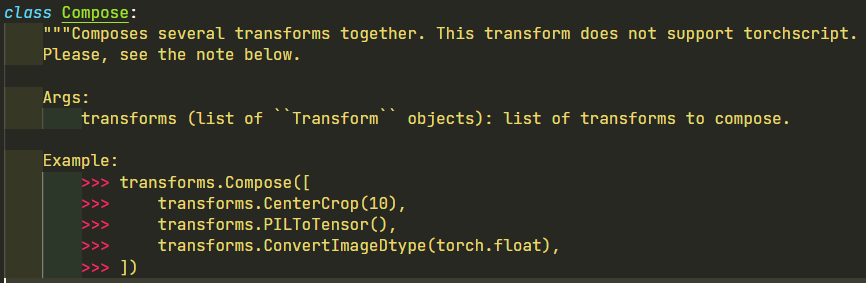 class Compose:
    """Composes several transforms together. This transform does not support torchscript.
    Please, see the note below.

    Args:
        transforms (list of ``Transform`` objects): list of transforms to compose.

    Example:
        >>> transforms.Compose([
        >>>     transforms.CenterCrop(10),
        >>>     transforms.PILToTensor(),
        >>>     transforms.ConvertImageDtype(torch.float),
        >>> ])